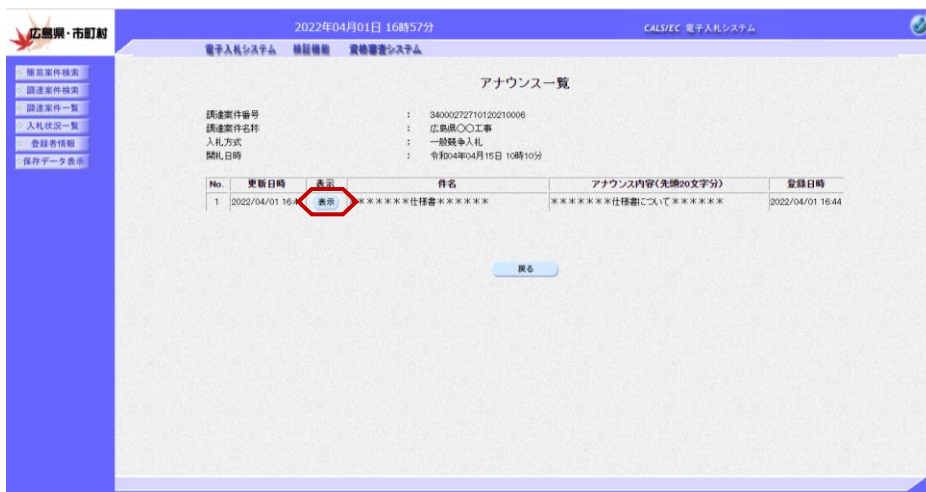 広島県・市町村
2022年04月01日 16時57分
CALS/EC 電子入札システム
電子入札システム 検証機能 資格審査システム
簡易案件検索
調達案件検索
調達案件一覧
入札状況一覧
登録者情報
保存データ表示
アナウンス一覧
調達案件番号 : 34000272710120210006
調達案件名称 : 広島県〇〇工事
入札方式 : 一般競争入札
開札日時 : 令和04年04月15日 10時10分
No. 更新日時 表示 件名 アナウンス内容(先頭20文字分) 登録日時
1 2022/04/01 16:4 表示 ＊＊＊＊＊＊仕様書＊＊＊＊＊＊ ＊＊＊＊＊＊＊仕様書について＊＊＊＊＊＊ 2022/04/01 16:44
戻る